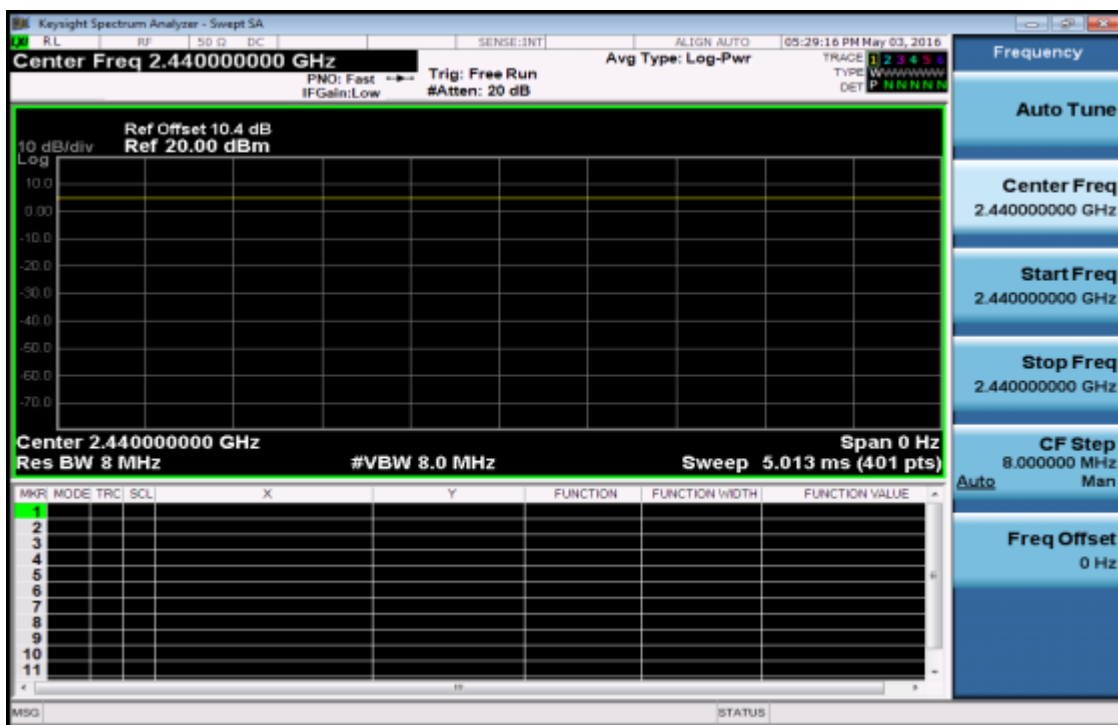 Keysight Spectrum Analyzer - Swept SA
RL RF 50 Ω DC SENSE:INT ALIGN AUTO 05:29:16 PM May 03, 2016
Center Freq 2.440000000 GHz
PNO: Fast
IFGain:Low
Trig: Free Run
#Atten: 20 dB
Avg Type: Log-Pwr
TRACE 1 2 3 4 5 6
TYPE W
DET P N N N N N
Ref Offset 10.4 dB
10 dB/div Ref 20.00 dBm
Log
10.0
0.00
-10.0
-20.0
-30.0
-40.0
-50.0
-60.0
-70.0
Center 2.440000000 GHz Span 0 Hz
Res BW 8 MHz #VBW 8.0 MHz Sweep 5.013 ms (401 pts)
MKR MODE TRC SCL X Y FUNCTION FUNCTION WIDTH FUNCTION VALUE
1
2
3
4
5
6
7
8
9
10
11
MSG STATUS
Frequency
Auto Tune
Center Freq
2.440000000 GHz
Start Freq
2.440000000 GHz
Stop Freq
2.440000000 GHz
CF Step
8.000000 MHz
Auto Man
Freq Offset
0 Hz